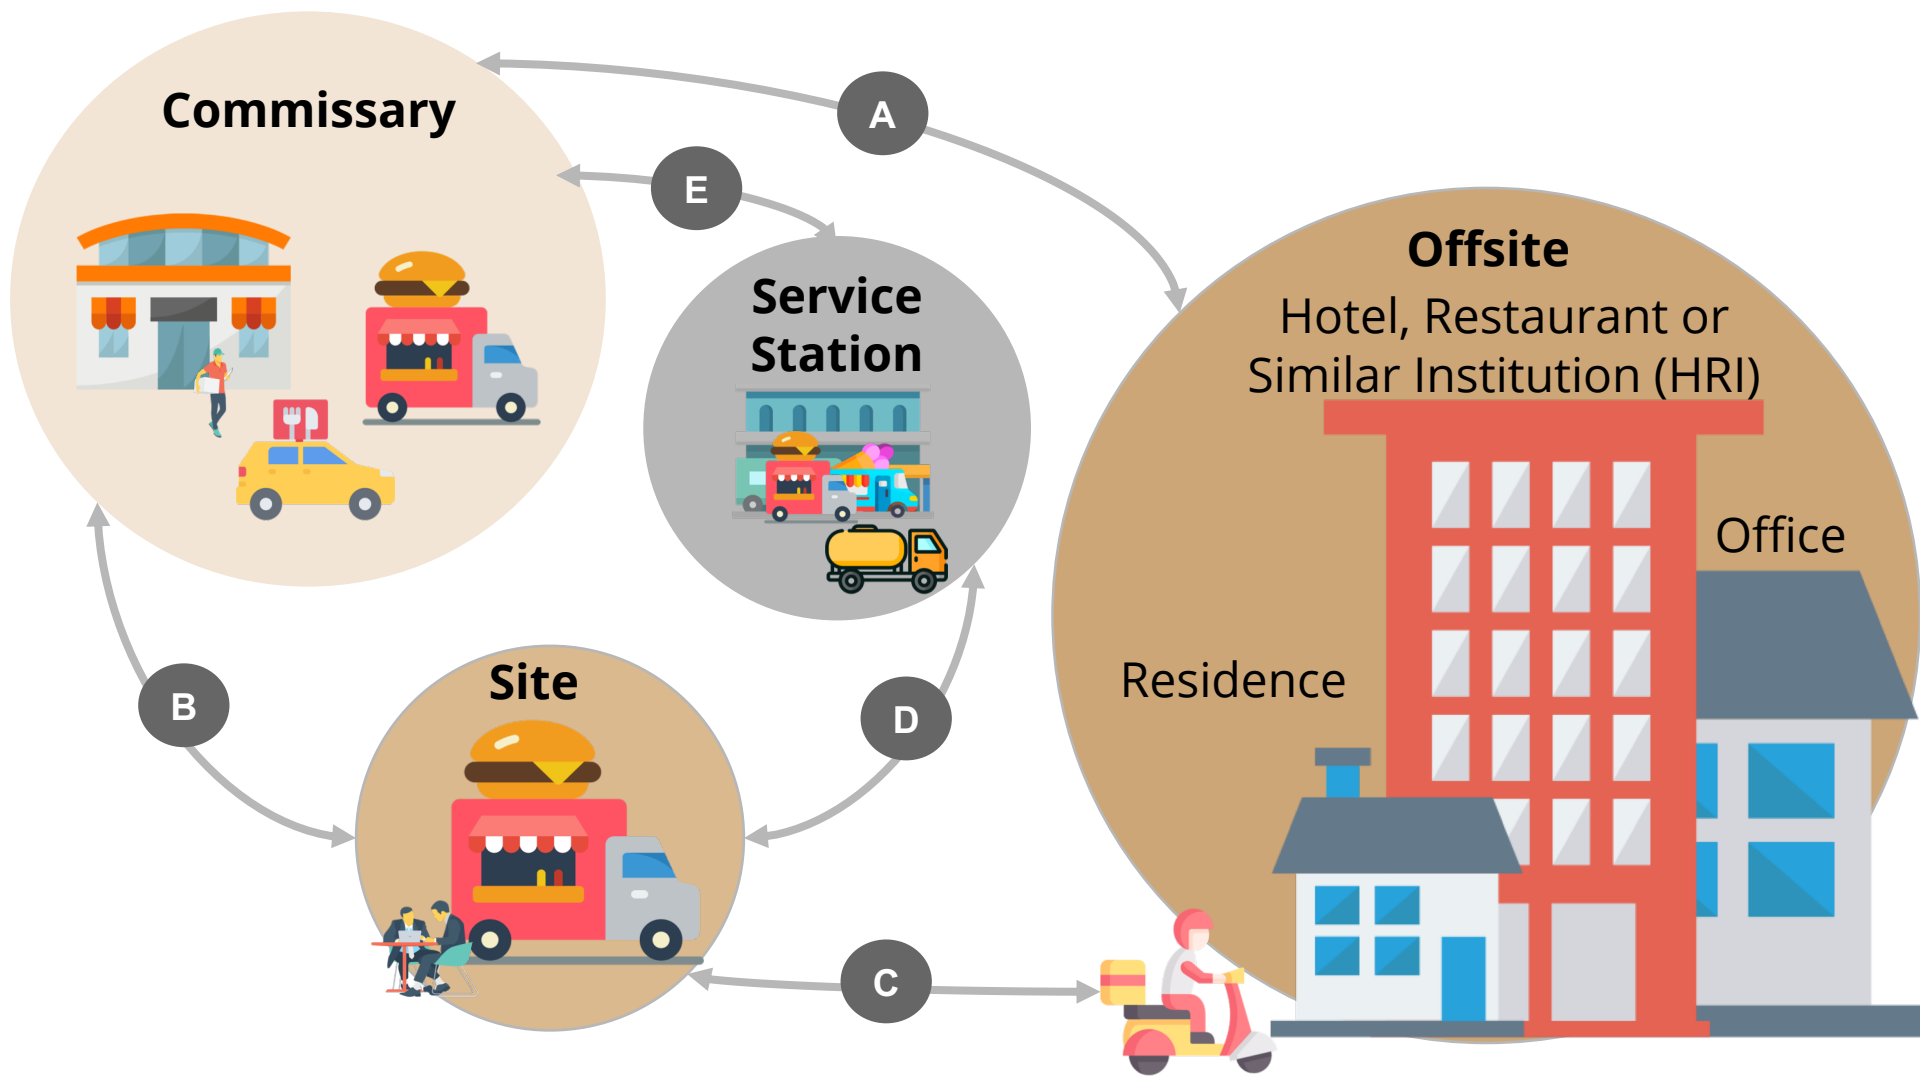 Commissary
A
E
Service
Station
Offsite
Hotel, Restaurant or
Similar Institution (HRI)
Office
Residence
Site
B
D
C